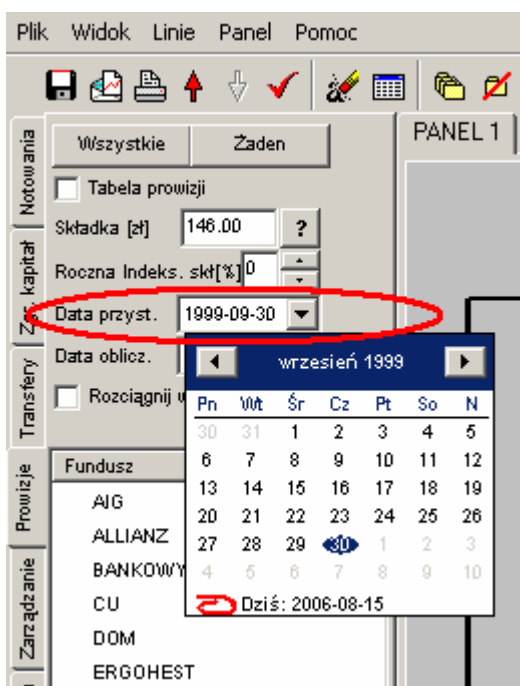 Plik Widok Linie Panel Pomoc
Notowania
kapitał
Transfery
Prowizje
Zarządzanie
Wszystkie Żaden
PANEL 1
Tabela prowizji
Składka [zł] 146.00 ?
Roczna Indeks. skł[%] 0
Data przyst. 1999-09-30
Data oblicz.
Rozciągnij
wrzesień 1999
Pn Wt Śr Cz Pt So N
30 31 1 2 3 4 5
6 7 8 9 10 11 12
13 14 15 16 17 18 19
20 21 22 23 24 25 26
27 28 29 30 1 2 3
4 5 6 7 8 9 10
Dziś: 2006-08-15
Fundusz
AIG
ALLIANZ
BANKOWY
CU
DOM
ERGOHEST